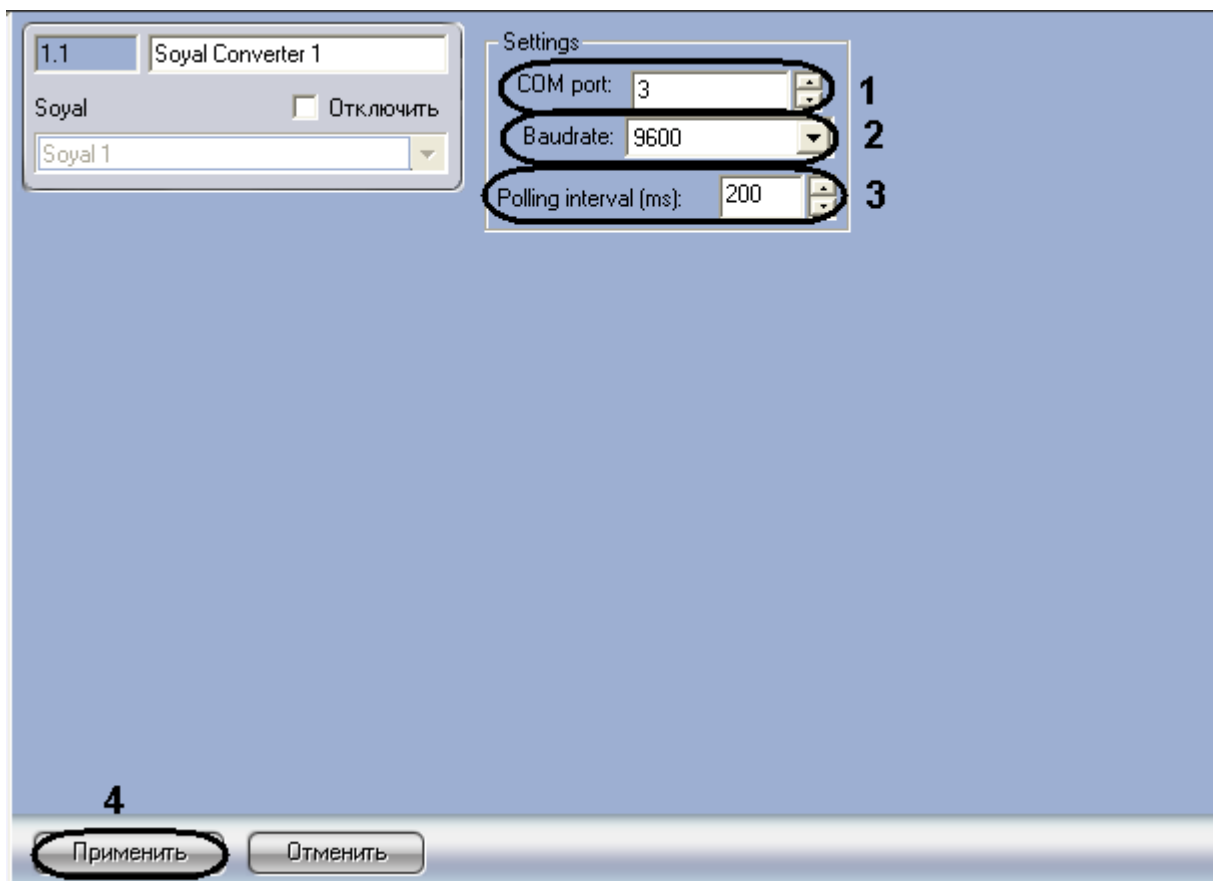 1.1 Soyal Converter 1
Soyal Отключить
Soyal 1
Settings
COM port: 3 1
Baudrate: 9600 2
Polling interval (ms): 200 3
4
Применить Отменить